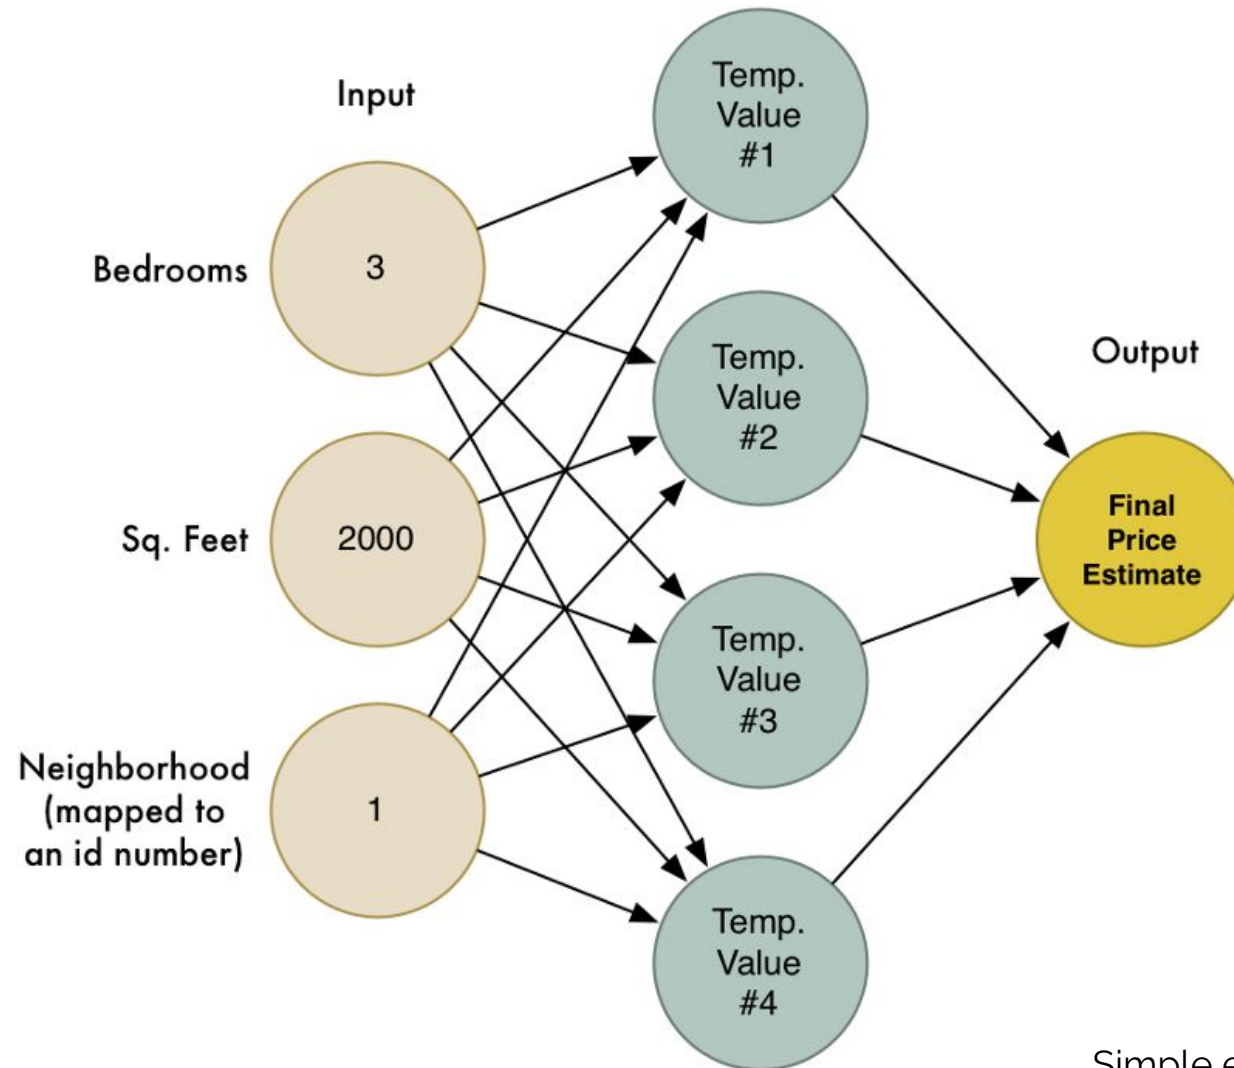 Input
Bedrooms
3
Sq. Feet
2000
Neighborhood
(mapped to
an id number)
1
Temp.
Value
#1
Temp.
Value
#2
Temp.
Value
#3
Temp.
Value
#4
Output
Final
Price
Estimate
Simple